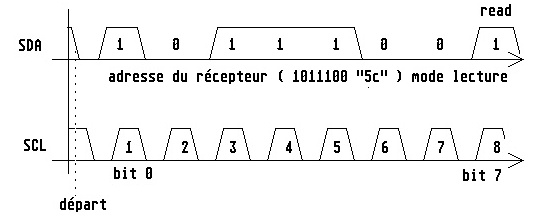 read
SDA 1 0 1 1 1 0 0 1
adresse du récepteur ( 1011100 "5c" ) mode lecture
SCL 1 2 3 4 5 6 7 8
bit 0 bit 7
départ